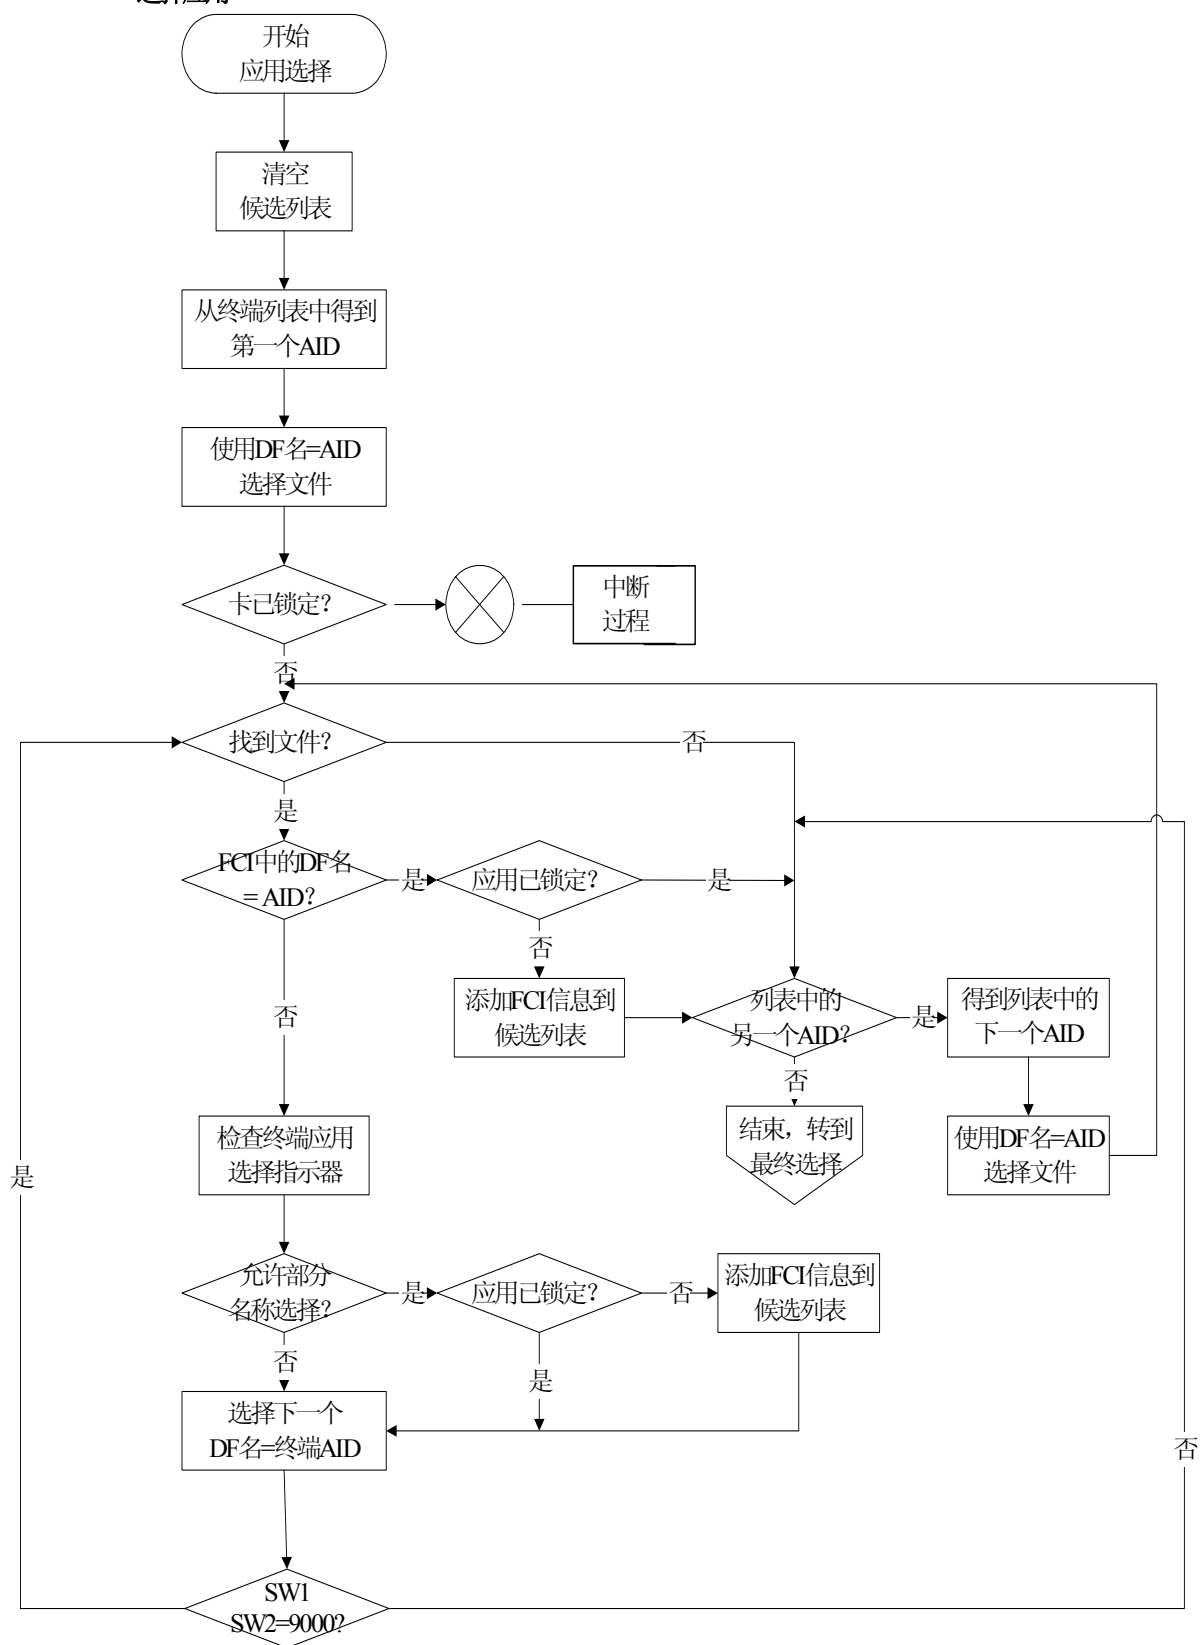 开始
应用选择
清空
候选列表
从终端列表中得到
第一个AID
使用DF名=AID
选择文件
卡已锁定?
中断
过程
否
找到文件?
否
是
FCI中的DF名
= AID?
是
应用已锁定?
是
否
否
添加FCI信息到
候选列表
列表中的
另一个AID?
是
得到列表中的
下一个AID
否
结束，转到
最终选择
使用DF名=AID
选择文件
检查终端应用
选择指示器
是
允许部分
名称选择?
是
应用已锁定?
否
添加FCI信息到
候选列表
否
是
选择下一个
DF名=终端AID
否
SW1
SW2=9000?